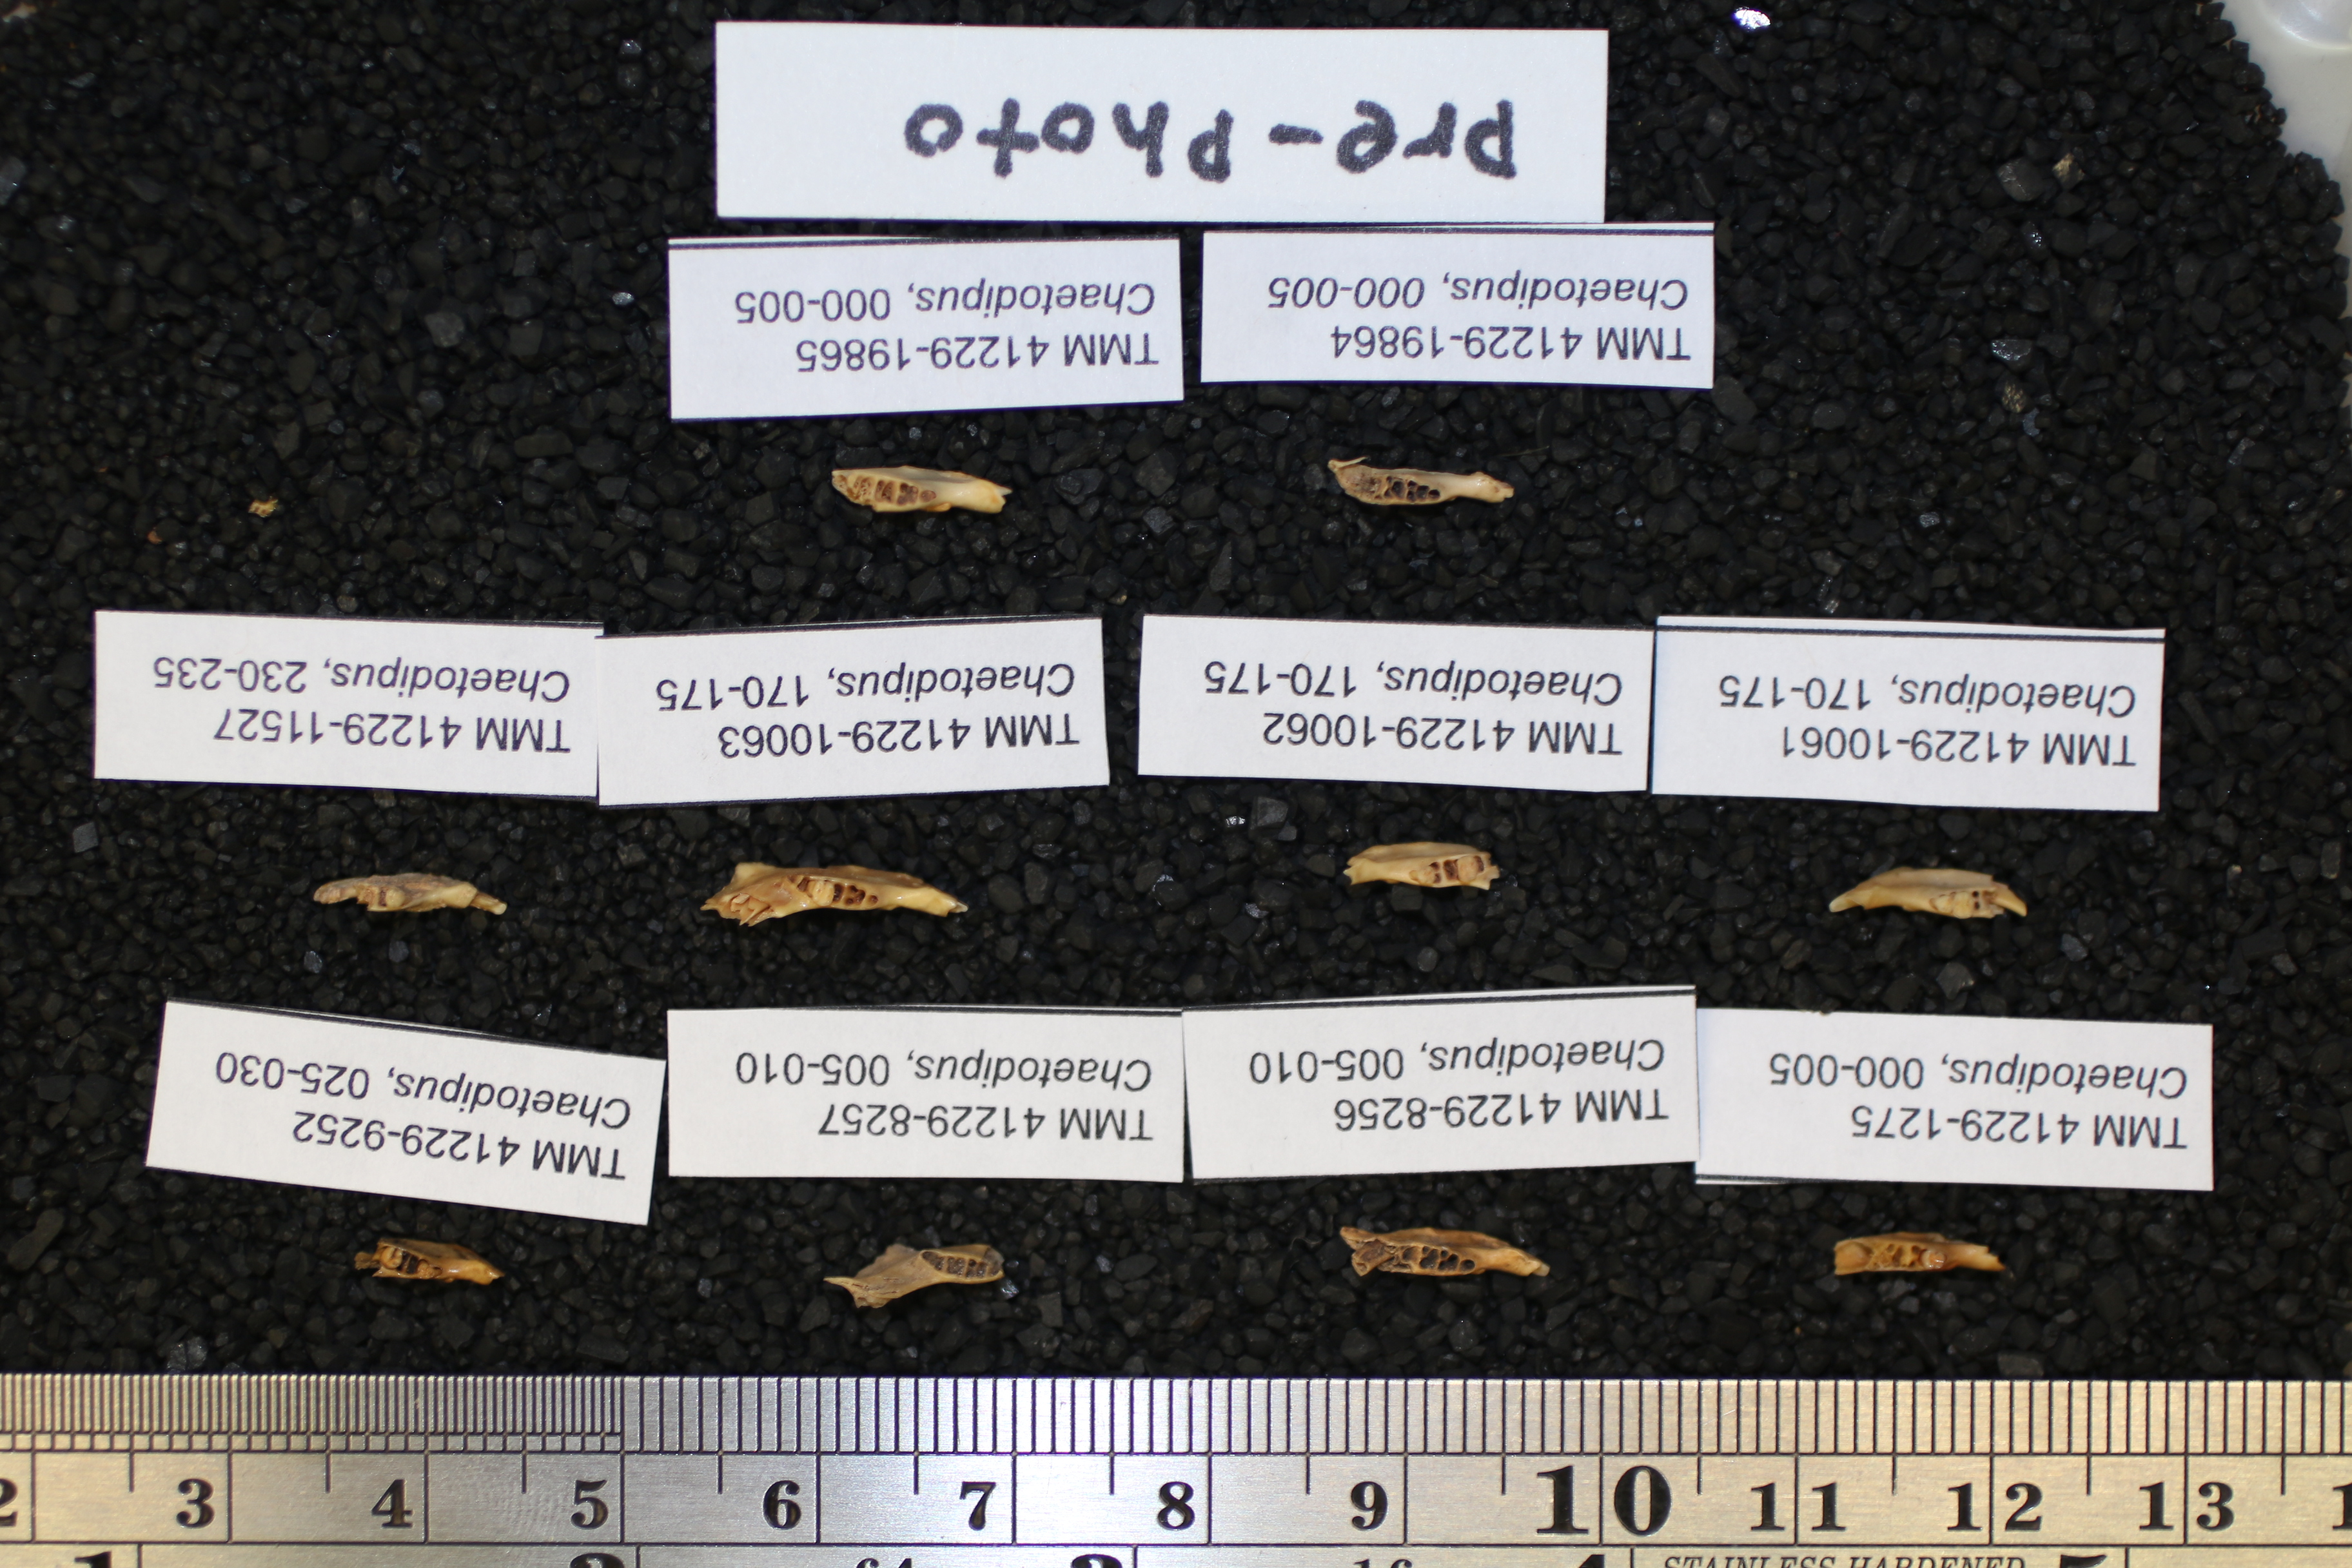 13
12
11
10
9
8
7
6
5
4
3
TMM 41229-1275
Chaetodipus, 000-005
TMM 41229-8256
Chaetodipus, 005-010
TMM 41229-8257
Chaetodipus, 005-010
TMM 41229-9252
Chaetodipus, 025-030
TMM 41229-10061
Chaetodipus, 170-175
TMM 41229-10062
Chaetodipus, 170-175
TMM 41229-10063
Chaetodipus, 170-175
TMM 41229-11527
Chaetodipus, 230-235
TMM 41229-19864
Chaetodipus, 000-005
TMM 41229-19865
Chaetodipus, 000-005
Pre-Photo